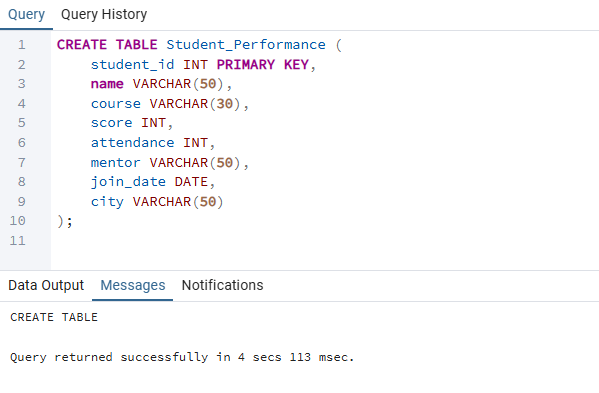 Query Query History
1 CREATE TABLE Student_Performance (
2 student_id INT PRIMARY KEY,
3 name VARCHAR(50),
4 course VARCHAR(30),
5 score INT,
6 attendance INT,
7 mentor VARCHAR(50),
8 join_date DATE,
9 city VARCHAR(50)
10 );
11
Data Output Messages Notifications
CREATE TABLE
Query returned successfully in 4 secs 113 msec.